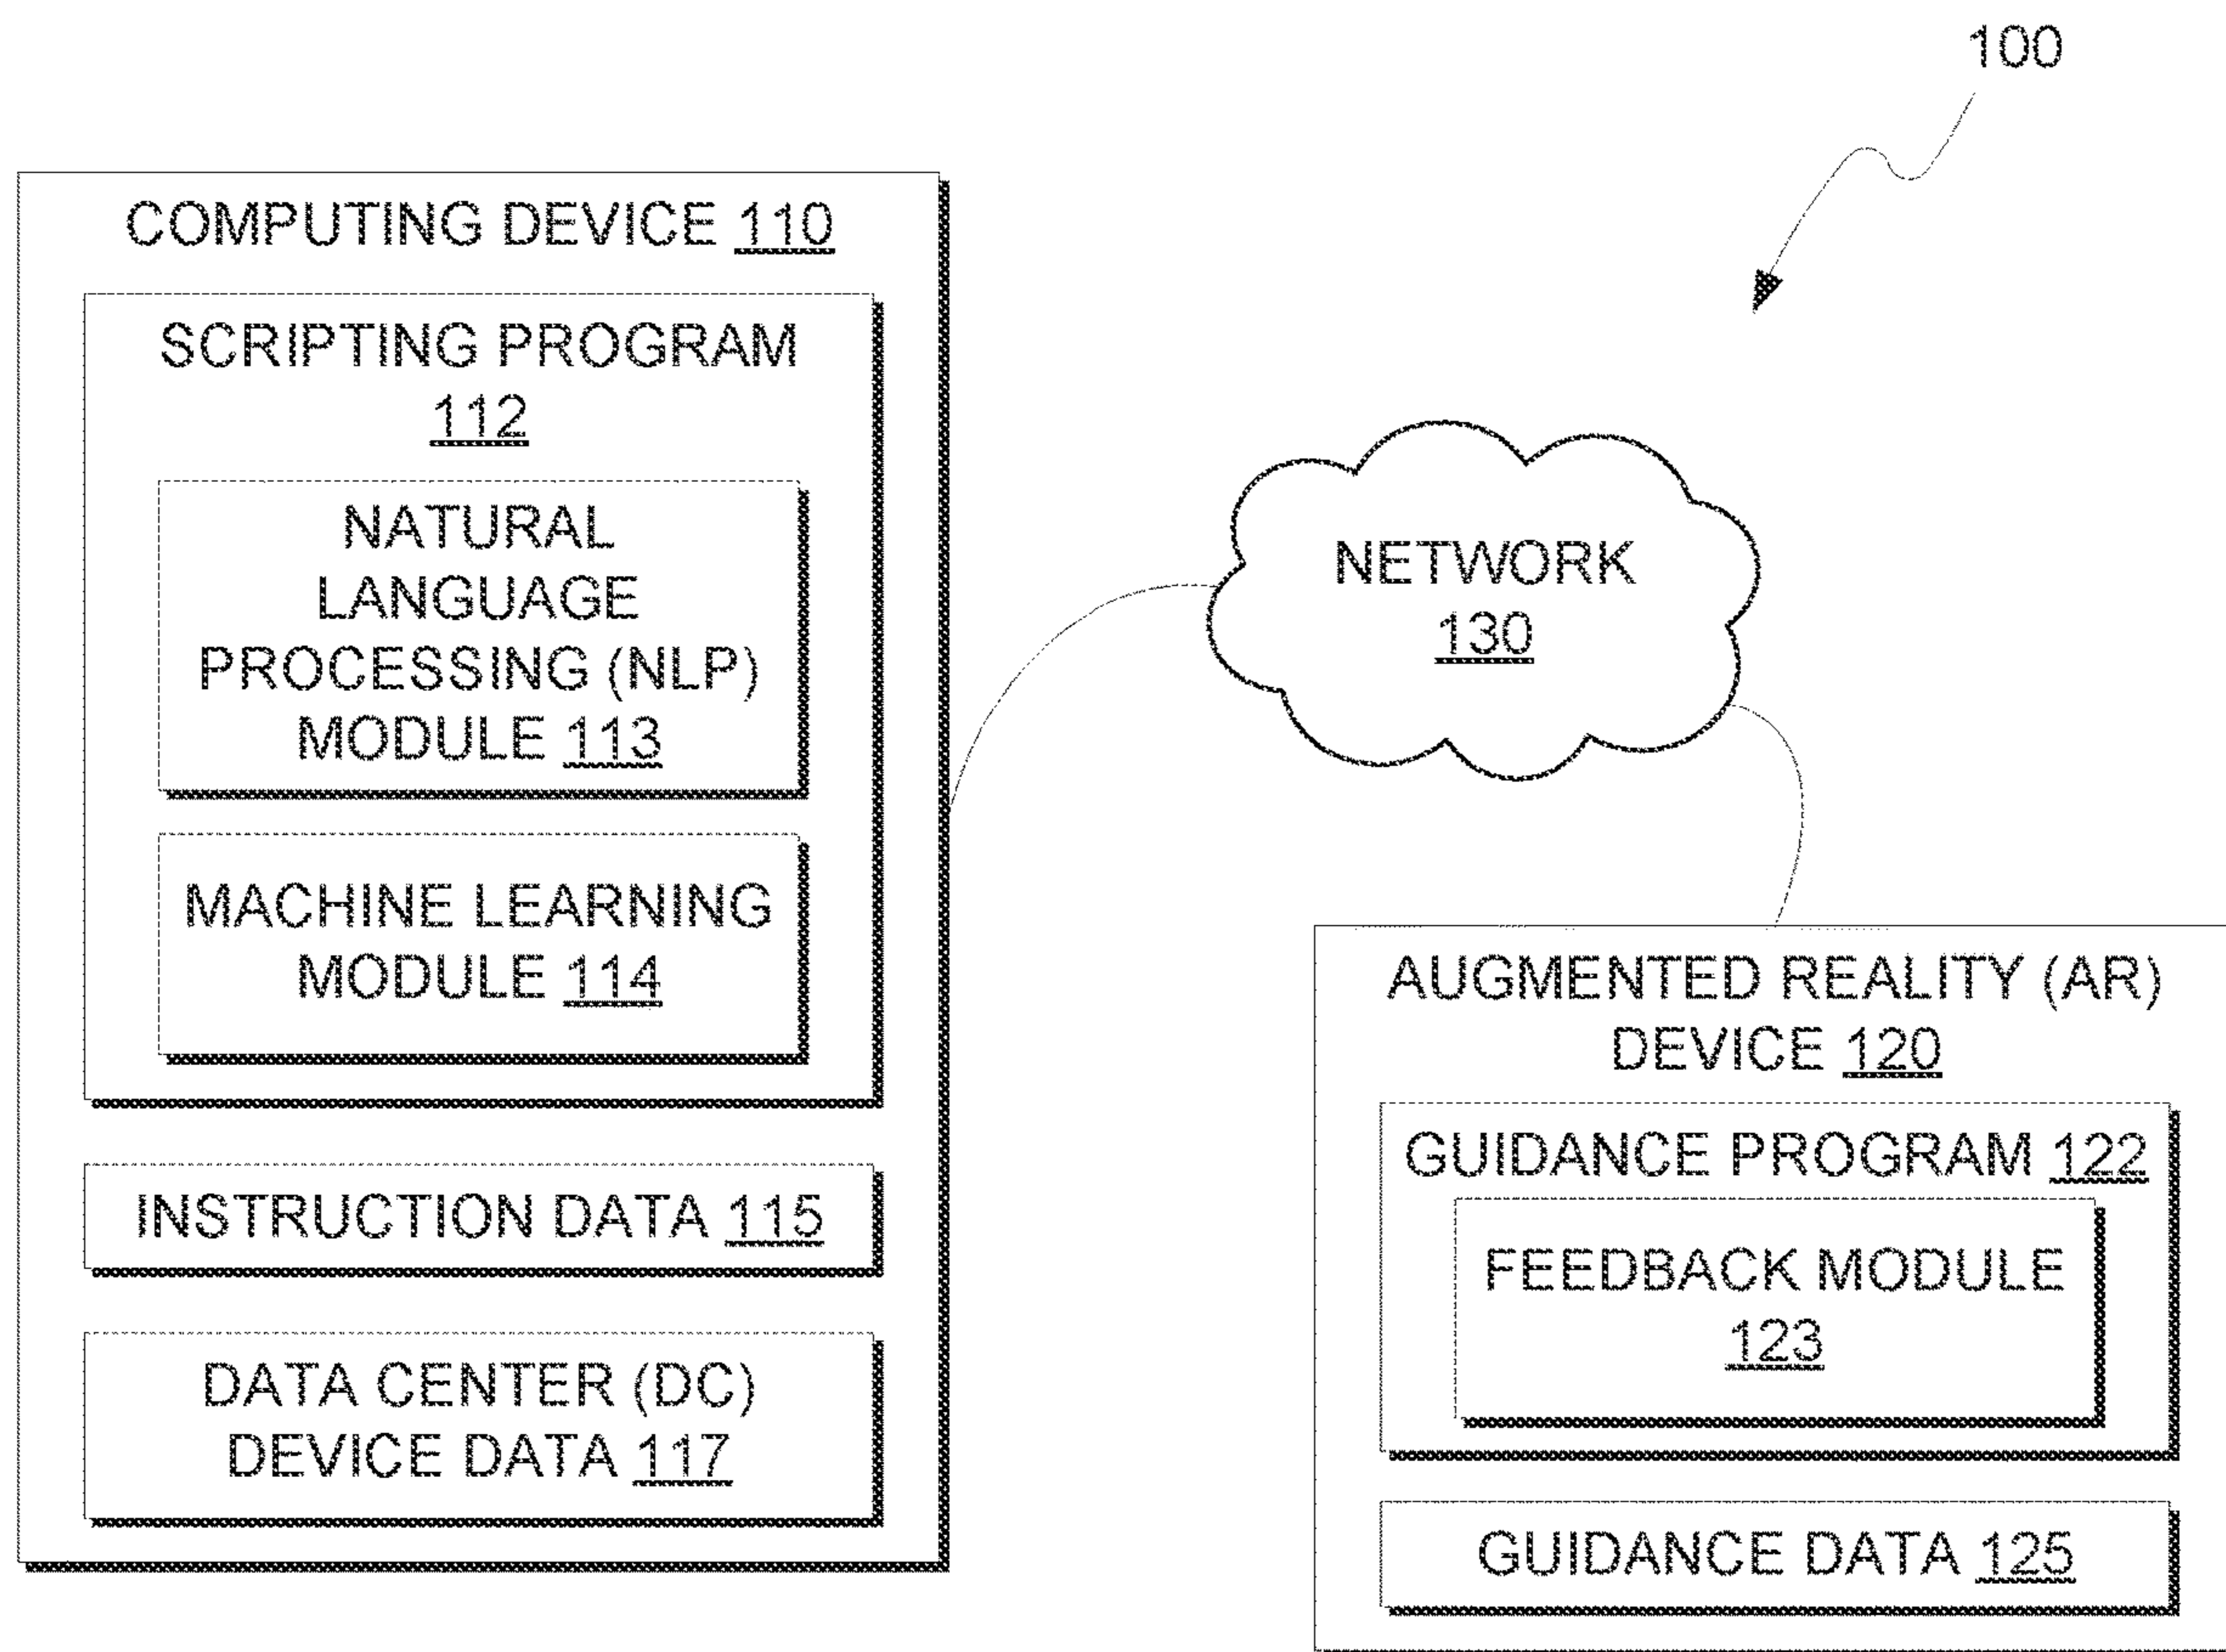 100
COMPUTING DEVICE 110
SCRIPTING PROGRAM
112
NATURAL
LANGUAGE
PROCESSING (NLP)
MODULE 113
MACHINE LEARNING
MODULE 114
INSTRUCTION DATA 115
DATA CENTER (DC)
DEVICE DATA 117
NETWORK
130
AUGMENTED REALITY (AR)
DEVICE 120
GUIDANCE PROGRAM 122
FEEDBACK MODULE
123
GUIDANCE DATA 125